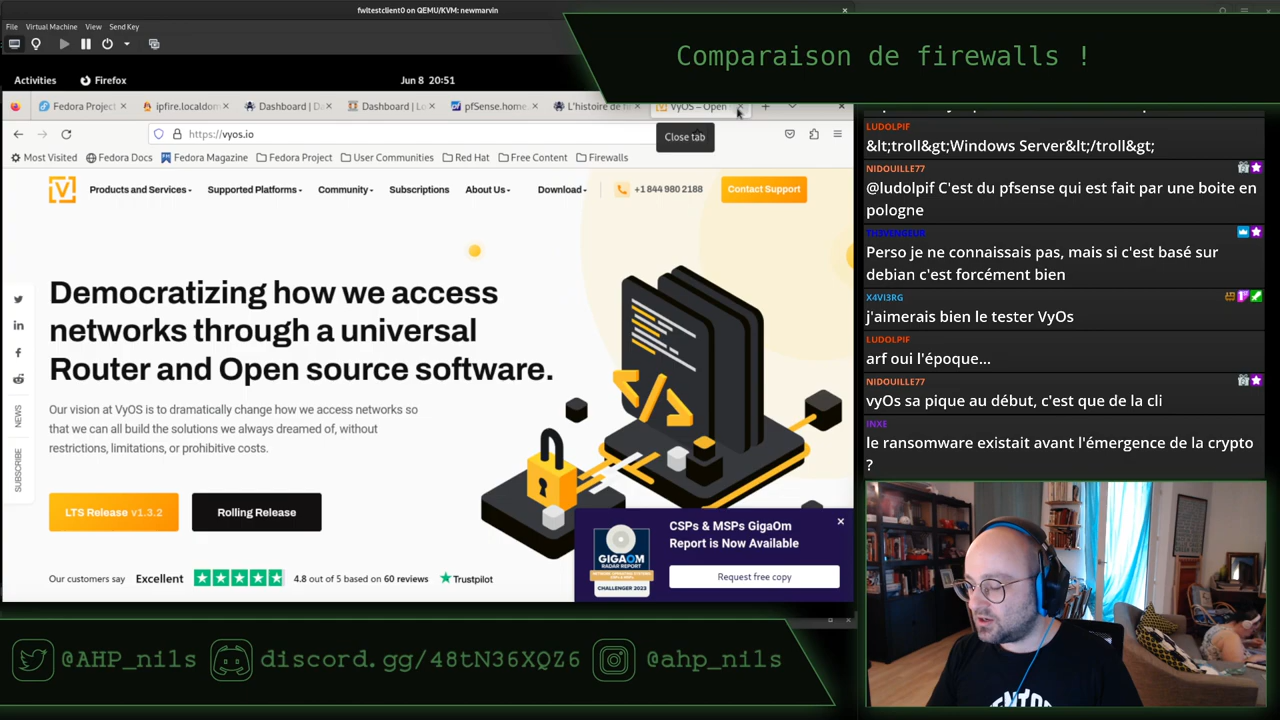 fwltestclient0 on QEMU/KVM: newmarvin
File Virtual Machine View Send Key
Comparaison de firewalls !
Activities Firefox Jun 8 20:51
Fedora Project ipfire.localdom Dashboard | Da Dashboard | Lo pfSense.home. L'histoire de fi VyOS – Open
https://vyos.io
Close tab
Most Visited Fedora Docs Fedora Magazine Fedora Project User Communities Red Hat Free Content Firewalls
Products and Services Supported Platforms Community Subscriptions About Us Download +1 844 980 2188 Contact Support
Democratizing how we access
networks through a universal
Router and Open source software.
Our vision at VyOS is to dramatically change how we access networks so
that we can all build the solutions we always dreamed of, without
restrictions, limitations, or prohibitive costs.
NEWS
SUBSCRIBE
LTS Release v1.3.2
Rolling Release
Our customers say Excellent 4.8 out of 5 based on 60 reviews Trustpilot
GIGAOM
RADAR REPORT
CHALLENGER 2023
CSPs & MSPs GigaOm
Report is Now Available
Request free copy
LUDOLPIF
&lt;troll&gt;Windows Server&lt;/troll&gt;
NIDOUILLE77
@ludolpif C'est du pfsense qui est fait par une boite en
pologne
TH3VENGEUR
Perso je ne connaissais pas, mais si c'est basé sur
debian c'est forcément bien
X4VI3RG
j'aimerais bien le tester VyOs
LUDOLPIF
arf oui l'époque...
NIDOUILLE77
vyOs sa pique au début, c'est que de la cli
INXE
le ransomware existait avant l'émergence de la crypto
?
@AHP_nils discord.gg/48tN36XQZ6 @ahp_nils